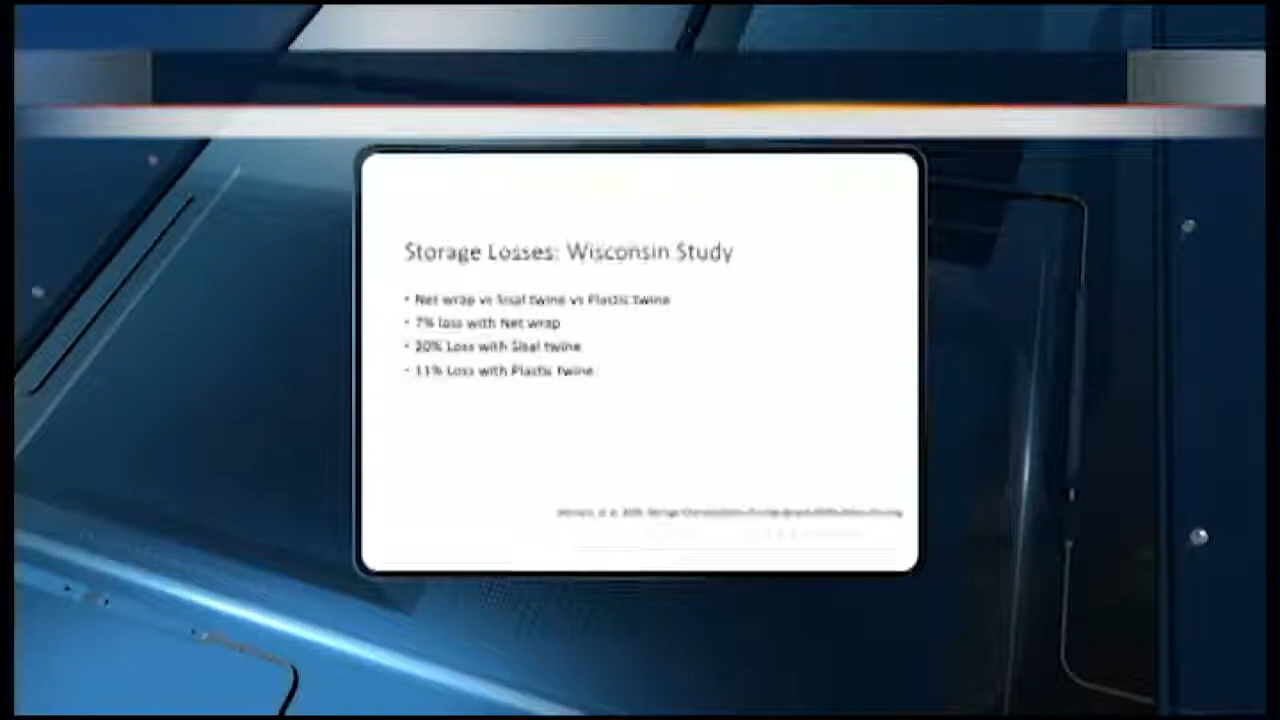 Storage Losses: Wisconsin Study
• Net wrap vs Sisal twine vs Plastic twine
• 7% loss with Net wrap
• 20% Loss with Sisal twine
• 11% Loss with Plastic twine